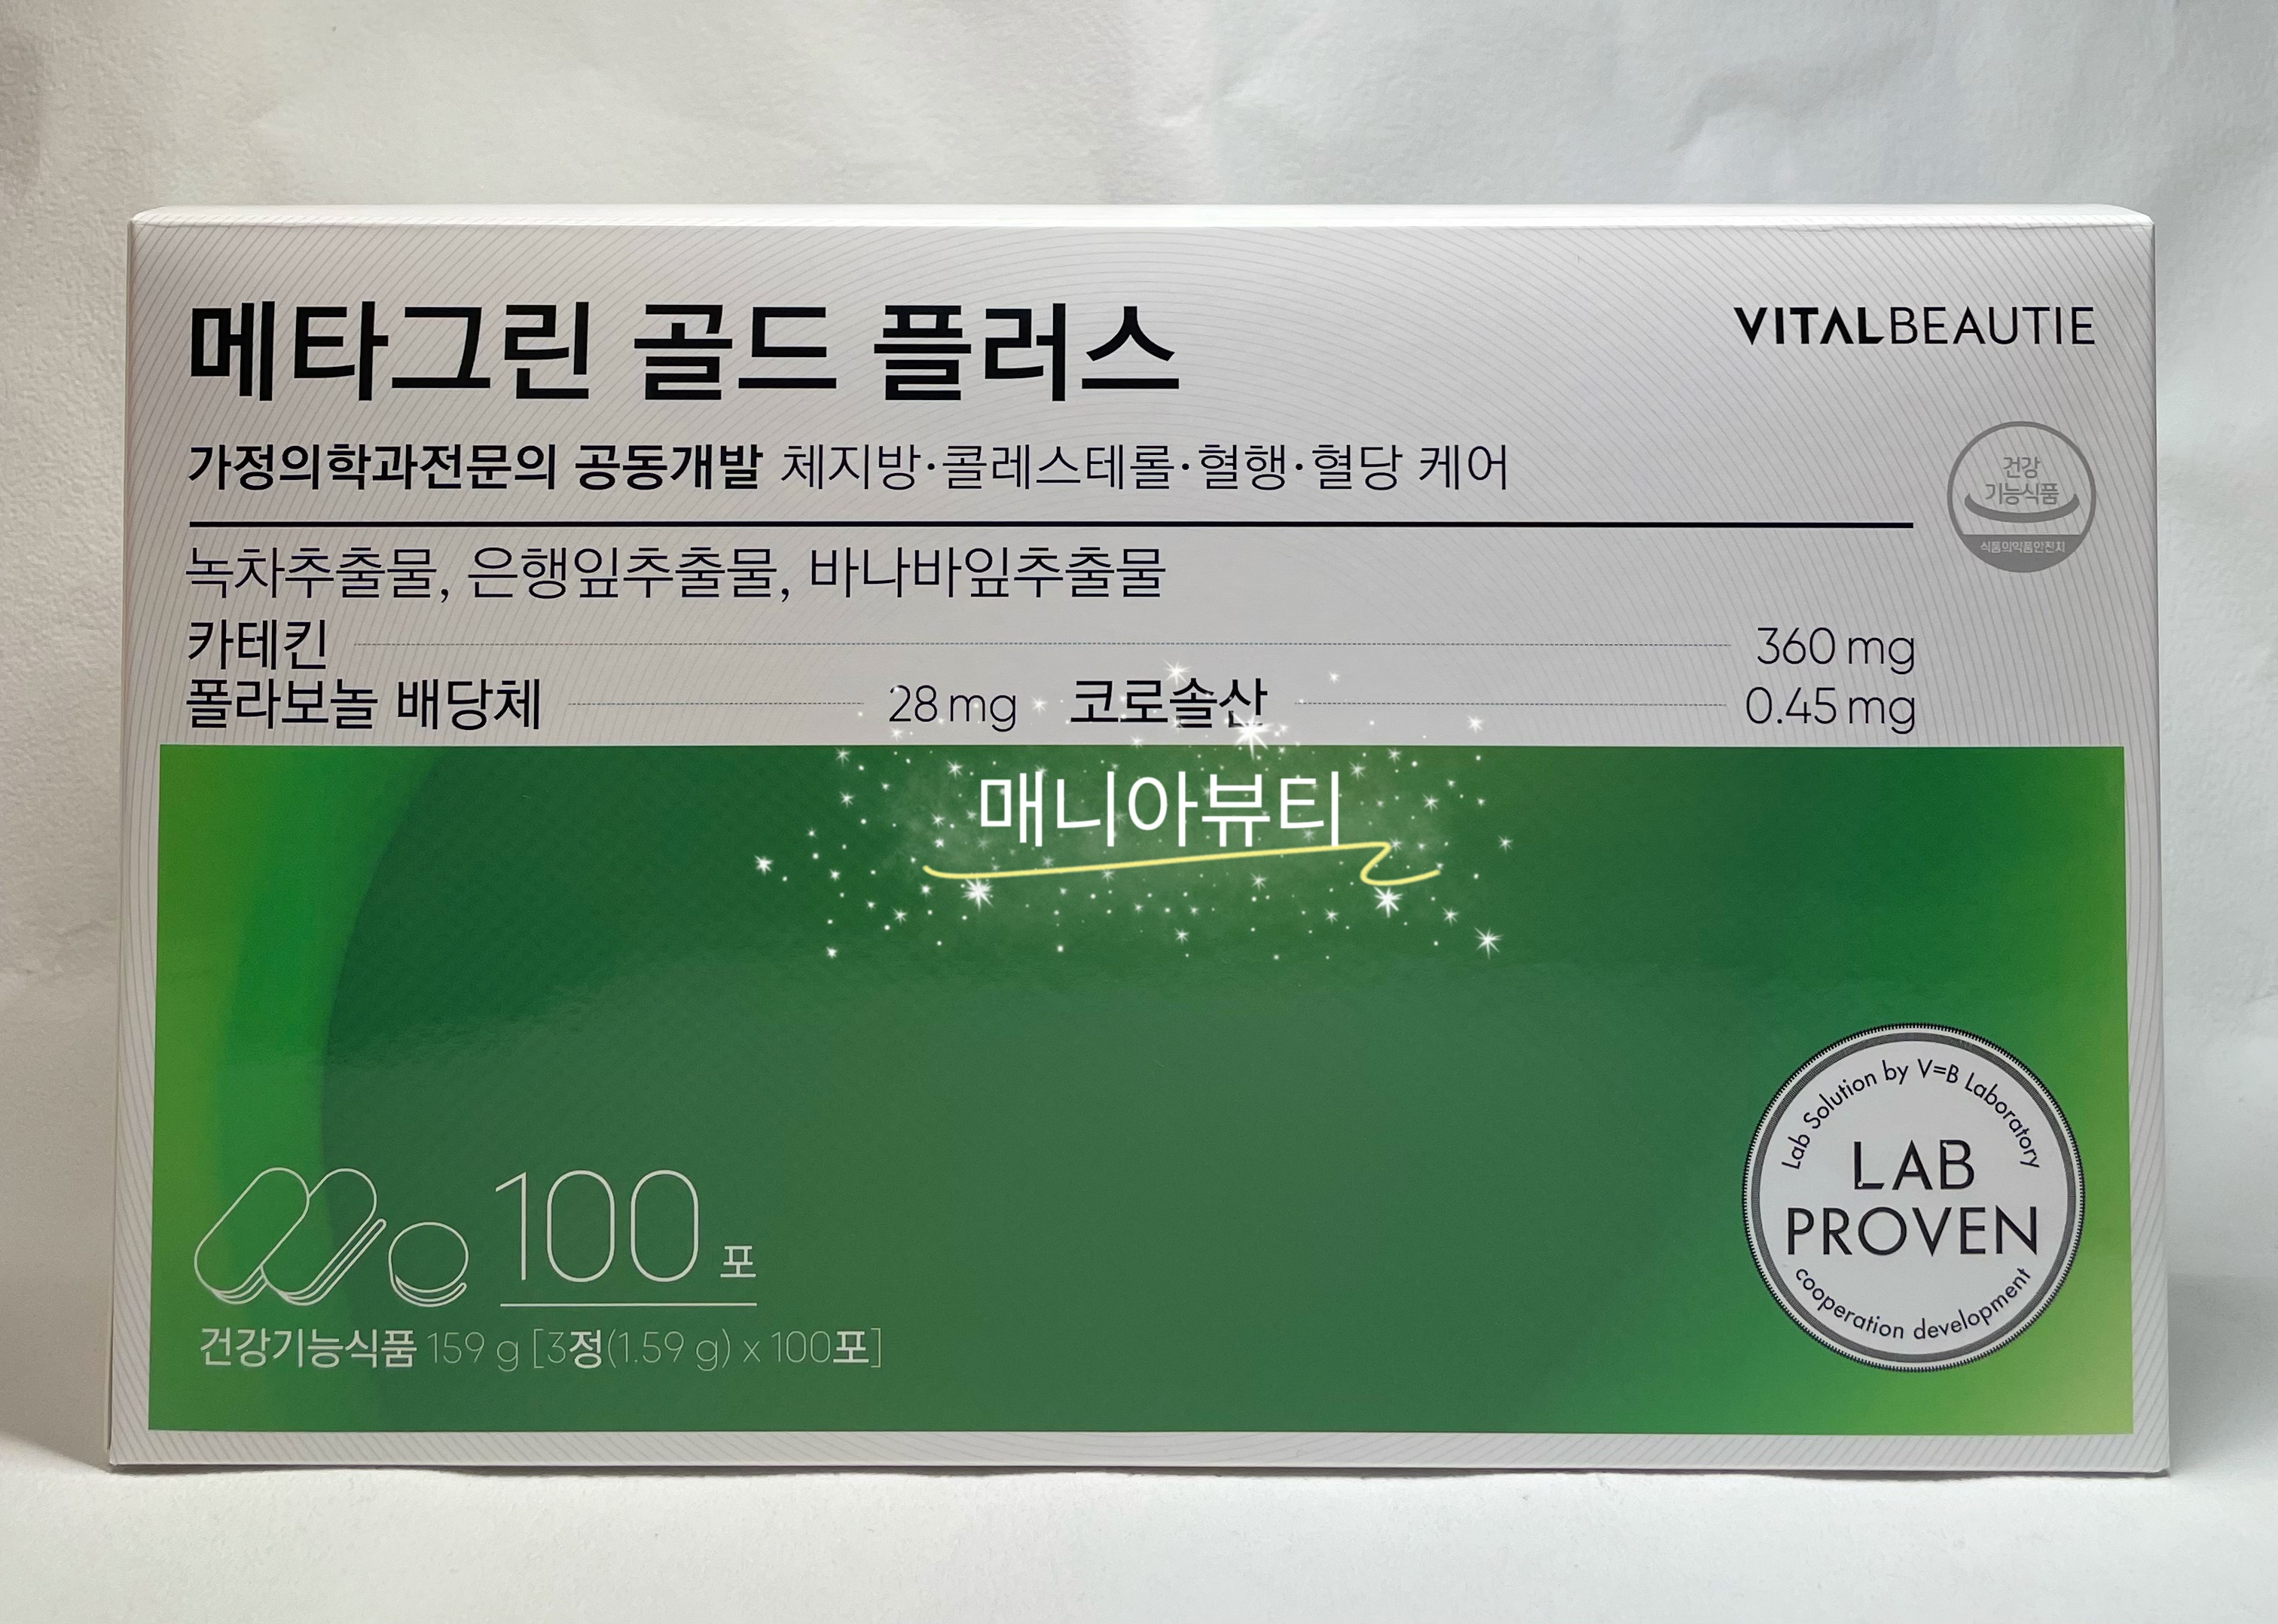 메타그린 골드 플러스
VITALBEAUTIE
가정의학과전문의 공동개발 체지방·콜레스테롤·혈행·혈당 케어
건강
기능식품
식품의약품안전처
녹차추출물, 은행잎추출물, 바나바잎추출물
카테킨 360 mg
폴라보놀 배당체 28 mg 코로솔산 0.45 mg
매니아뷰티
Lab Solution by V=B Laboratory
LAB
PROVEN
cooperation development
100 포
건강기능식품 159 g [3정(1.59 g) x 100포]